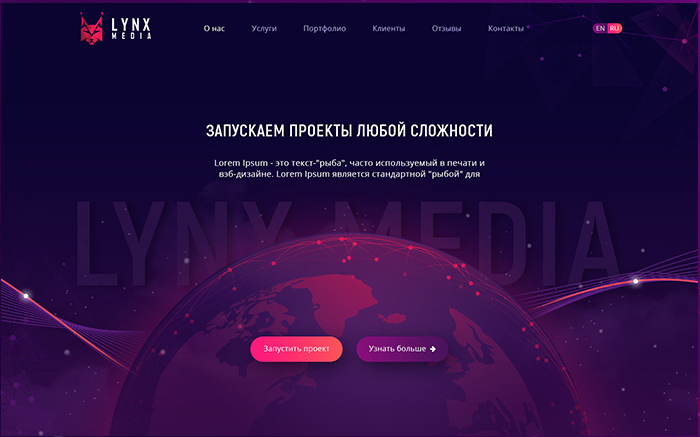 LYNX
MEDIA
О нас Услуги Портфолио Клиенты Отзывы Контакты EN RU
ЗАПУСКАЕМ ПРОЕКТЫ ЛЮБОЙ СЛОЖНОСТИ
Lorem Ipsum - это текст-"рыба", часто используемый в печати и
вэб-дизайне. Lorem Ipsum является стандартной "рыбой" для
LYNX MEDIA
Запустить проект Узнать больше →